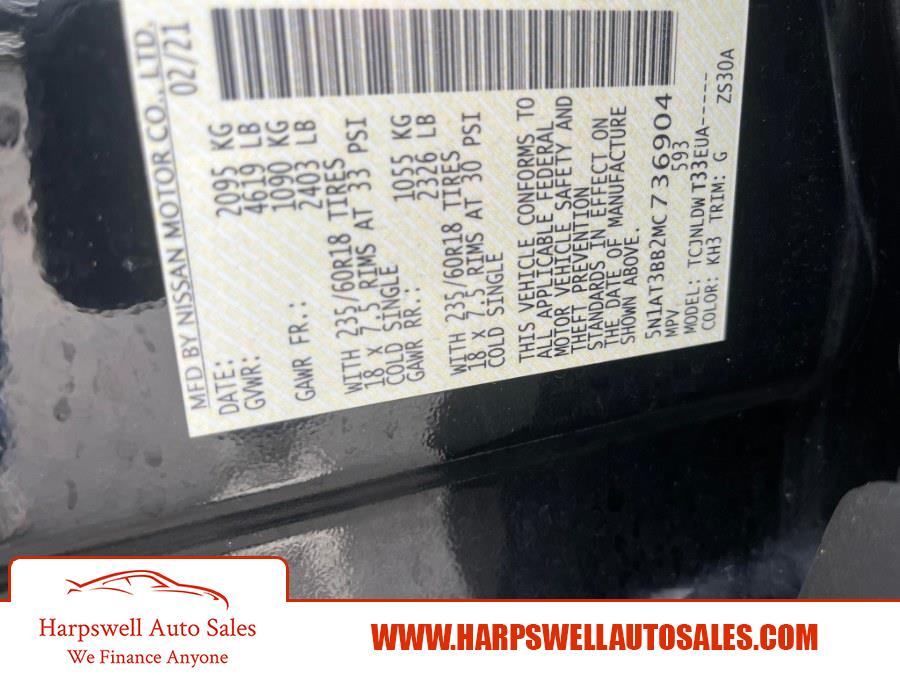 MFD BY NISSAN MOTOR CO., LTD.
DATE: 02/21
GVWR: 2095 KG
4619 LB
GAWR FR.: 1090 KG
2403 LB
WITH 235/60R18 TIRES
18 X 7.5 RIMS AT 33 PSI
COLD SINGLE
GAWR RR.: 1055 KG
2326 LB
WITH 235/60R18 TIRES
18 X 7.5 RIMS AT 30 PSI
COLD SINGLE
THIS VEHICLE CONFORMS TO
ALL APPLICABLE FEDERAL
MOTOR VEHICLE SAFETY AND
THEFT PREVENTION
STANDARDS IN EFFECT ON
THE DATE OF MANUFACTURE
SHOWN ABOVE.
5N1AT3BB2MC736904
MPV 593
MODEL: TCJNLDWT33EUA-----
COLOR: KH3 TRIM: G ZS30A
Harpswell Auto Sales
We Finance Anyone
WWW.HARPSWELLAUTOSALES.COM